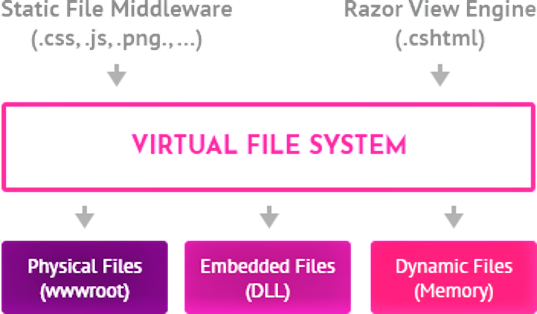 Static File Middleware
(.css, .js, .png., ...)
Razor View Engine
(.cshtml)
VIRTUAL FILE SYSTEM
Physical Files
(wwwroot)
Embedded Files
(DLL)
Dynamic Files
(Memory)